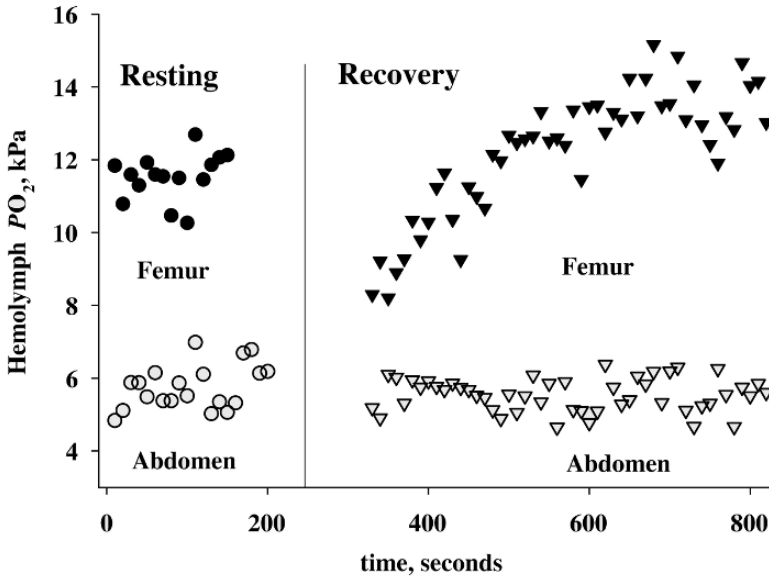 16
14
12
10
8
6
4
Hemolymph PO₂, kPa
Resting
Recovery
Femur
Femur
Abdomen
Abdomen
0
200
400
600
800
time, seconds